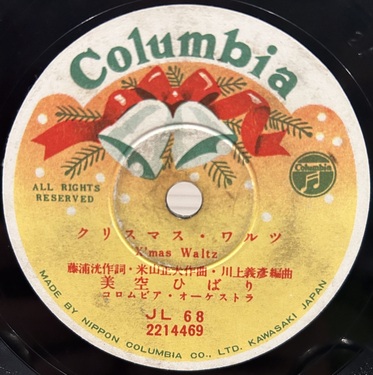 Columbia
Columbia
ALL RIGHTS
RESERVED
クリスマス・ワルツ
X'mas Waltz
藤浦洸作詞・米山正夫作曲・川上義彦編曲
美空ひばり
コロムビア・オーケストラ
JL 68
2214469
MADE BY NIPPON COLUMBIA CO., LTD. KAWASAKI JAPAN